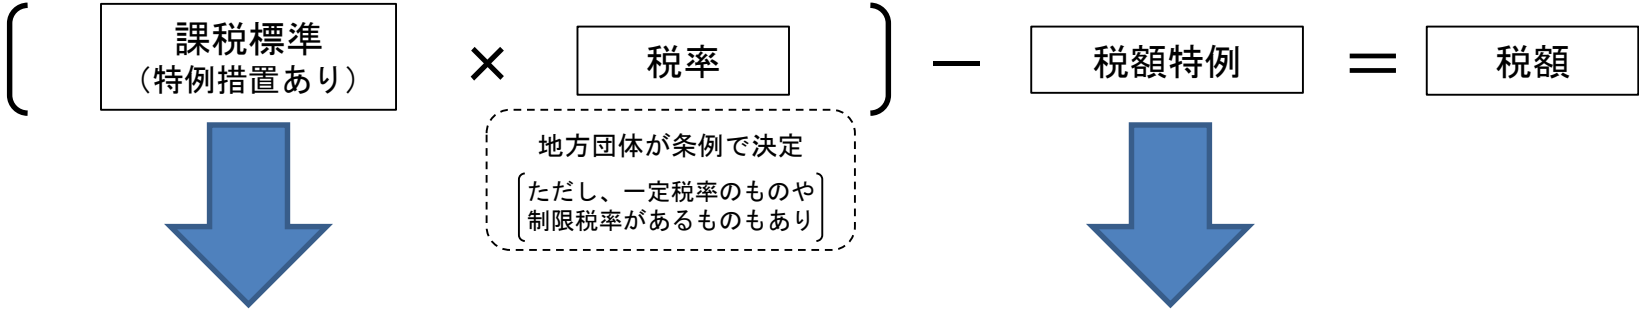 課税標準
（特例措置あり）
×
税率
－
税額特例
＝
税額
地方団体が条例で決定
ただし、一定税率のものや
制限税率があるものもあり